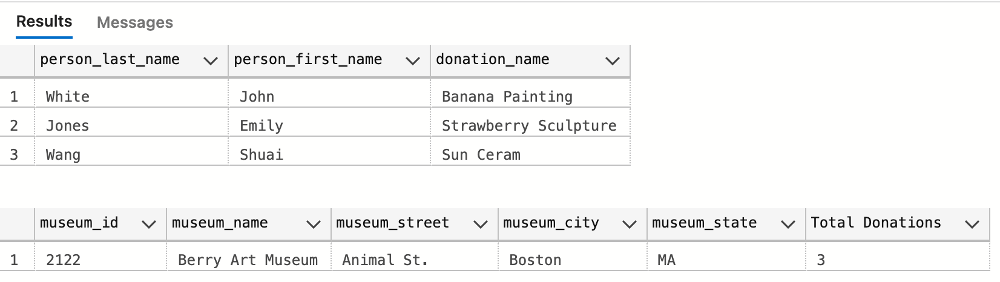 Results Messages
person_last_name person_first_name donation_name
1 White John Banana Painting
2 Jones Emily Strawberry Sculpture
3 Wang Shuai Sun Ceram
museum_id museum_name museum_street museum_city museum_state Total Donations
1 2122 Berry Art Museum Animal St. Boston MA 3